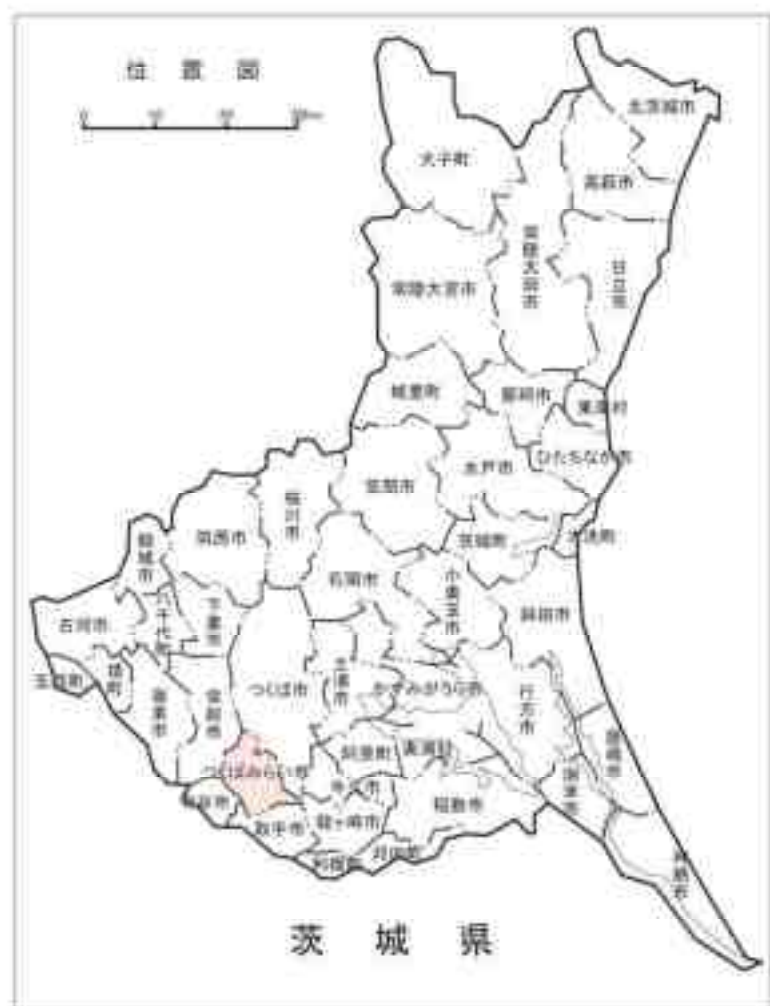 位置図
0
大子町
北茨城市
高萩市
常陸太田市
日立市
常陸大宮市
城里町
那珂市
東海村
ひたちなか市
水戸市
笠間市
桜川市
筑西市
茨城町
大洗町
結城市
石岡市
小美玉市
鉾田市
古河市
八千代町
下妻市
五霞町
境町
坂東市
常総市
つくば市
土浦市
かすみがうら市
行方市
つくばみらい市
阿見町
美浦村
鹿嶋市
潮来市
守谷市
取手市
龍ヶ崎市
稲敷市
利根町
河内町
神栖市
茨城県